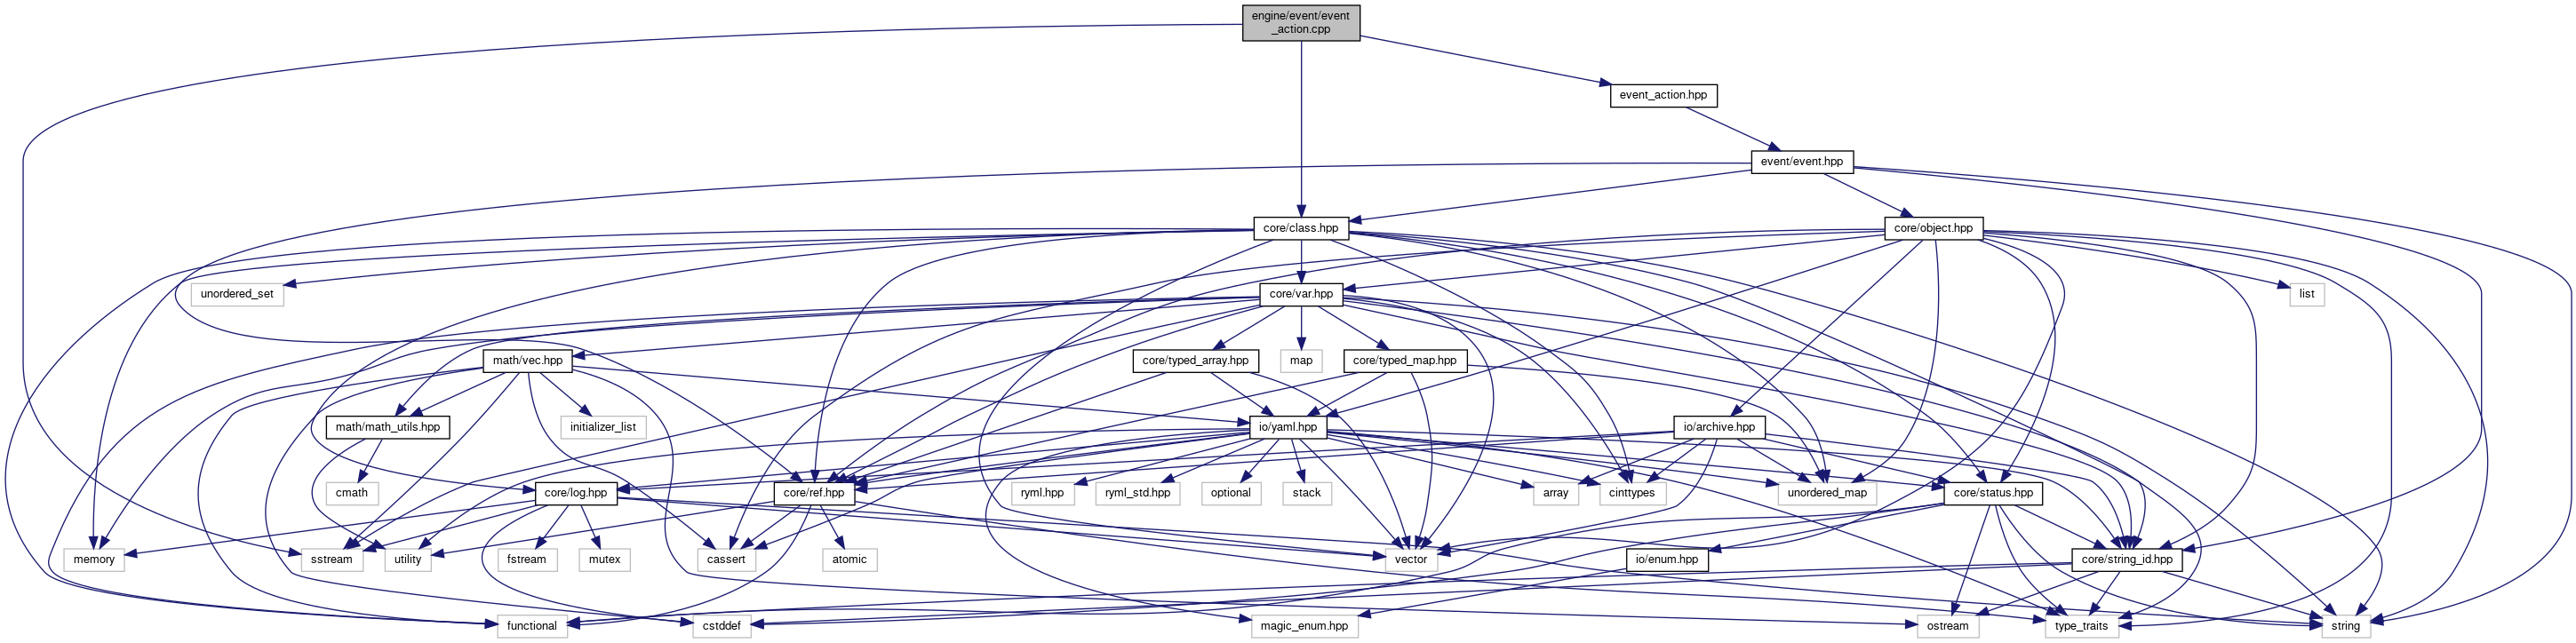 engine/event/event
_action.cpp
event_action.hpp
event/event.hpp
core/class.hpp
core/object.hpp
unordered_set
core/var.hpp
list
math/vec.hpp
core/typed_array.hpp
map
core/typed_map.hpp
math/math_utils.hpp
initializer_list
io/yaml.hpp
io/archive.hpp
cmath
core/log.hpp
core/ref.hpp
ryml.hpp
ryml_std.hpp
optional
stack
array
cinttypes
unordered_map
core/status.hpp
memory
sstream
utility
fstream
mutex
cassert
atomic
vector
io/enum.hpp
core/string_id.hpp
functional
cstddef
magic_enum.hpp
ostream
type_traits
string